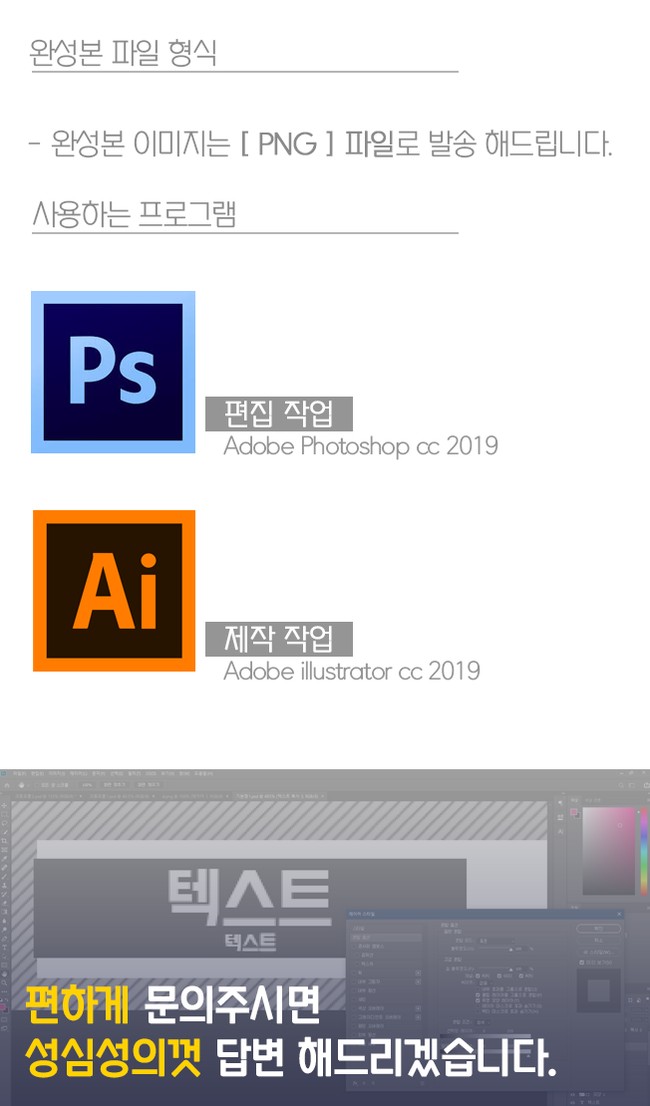 완성본 파일 형식
- 완성본 이미지는 [ PNG ] 파일로 발송 해드립니다.
사용하는 프로그램
Ps
편집 작업
Adobe Photoshop cc 2019
Ai
제작 작업
Adobe illustrator cc 2019
텍스트
텍스트
편하게 문의주시면
성심성의껏 답변 해드리겠습니다.